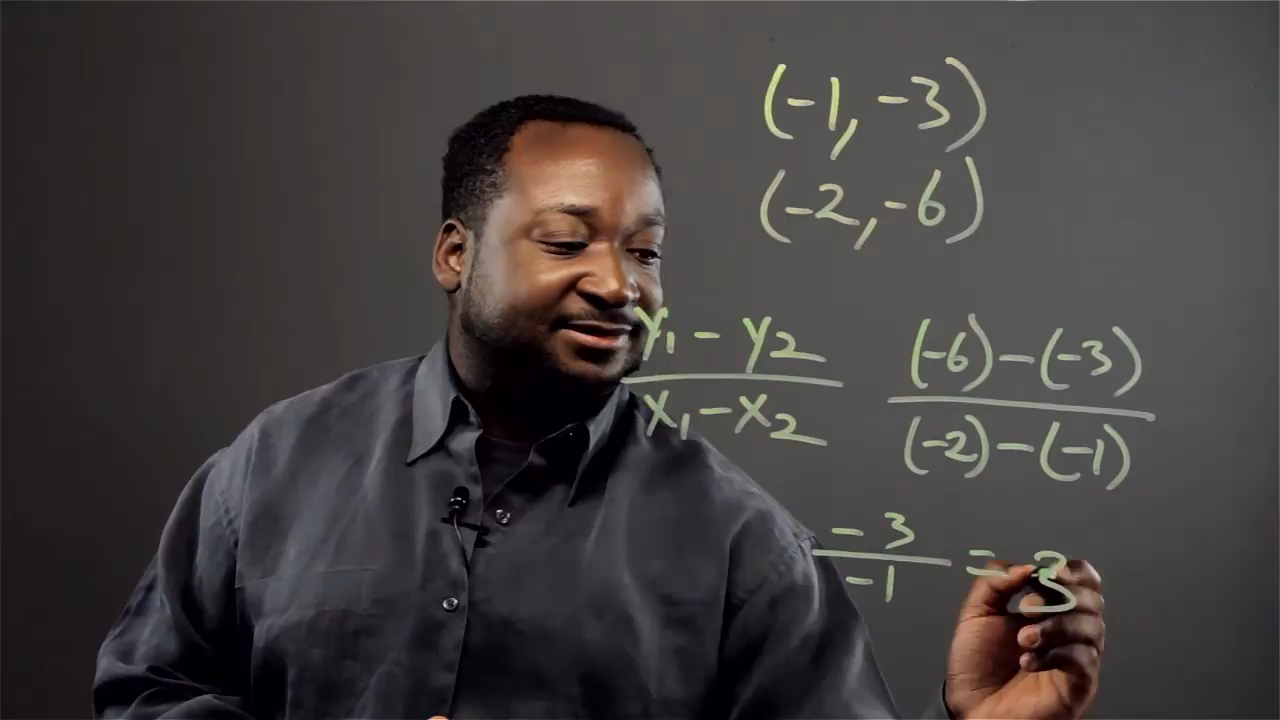 (-1, -3)
(-2, -6)
y1 - y2 (-6) - (-3)
x1 - x2 (-2) - (-1)
-3
-1 = 3